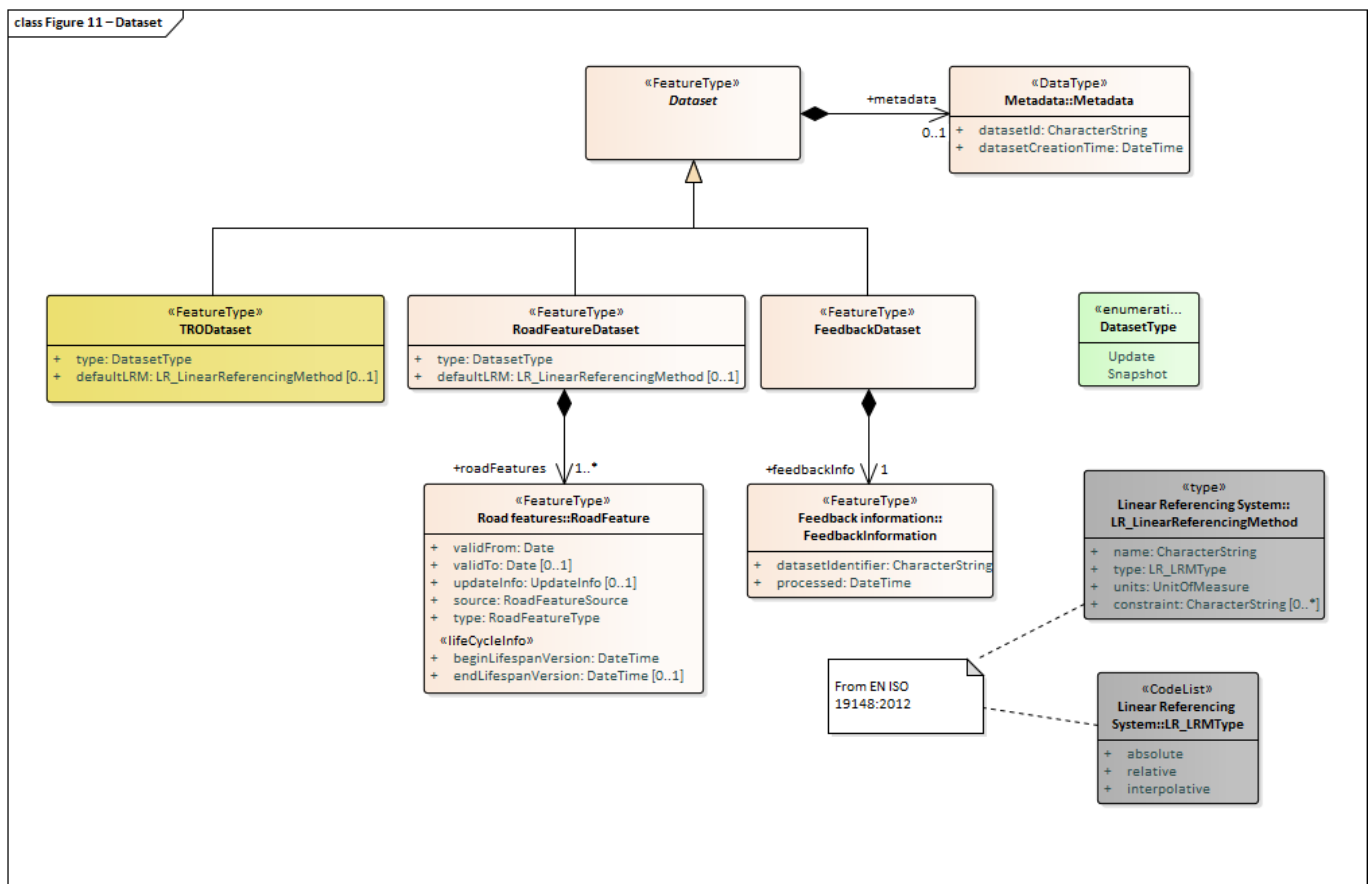 class Figure 11 – Dataset
«FeatureType»
Dataset
+metadata
0..1
«DataType»
Metadata::Metadata
+ datasetId: CharacterString
+ datasetCreationTime: DateTime
«FeatureType»
TRODataset
+ type: DatasetType
+ defaultLRM: LR_LinearReferencingMethod [0..1]
«FeatureType»
RoadFeatureDataset
+ type: DatasetType
+ defaultLRM: LR_LinearReferencingMethod [0..1]
«FeatureType»
FeedbackDataset
«enumerati...
DatasetType
Update
Snapshot
+roadFeatures
1..*
+feedbackInfo
1
«FeatureType»
Road features::RoadFeature
+ validFrom: Date
+ validTo: Date [0..1]
+ updateInfo: UpdateInfo [0..1]
+ source: RoadFeatureSource
+ type: RoadFeatureType
«lifeCycleInfo»
+ beginLifespanVersion: DateTime
+ endLifespanVersion: DateTime [0..1]
«FeatureType»
Feedback information::
FeedbackInformation
+ datasetIdentifier: CharacterString
+ processed: DateTime
«type»
Linear Referencing System::
LR_LinearReferencingMethod
+ name: CharacterString
+ type: LR_LRMType
+ units: UnitOfMeasure
+ constraint: CharacterString [0..*]
From EN ISO
19148:2012
«CodeList»
Linear Referencing
System::LR_LRMType
+ absolute
+ relative
+ interpolative